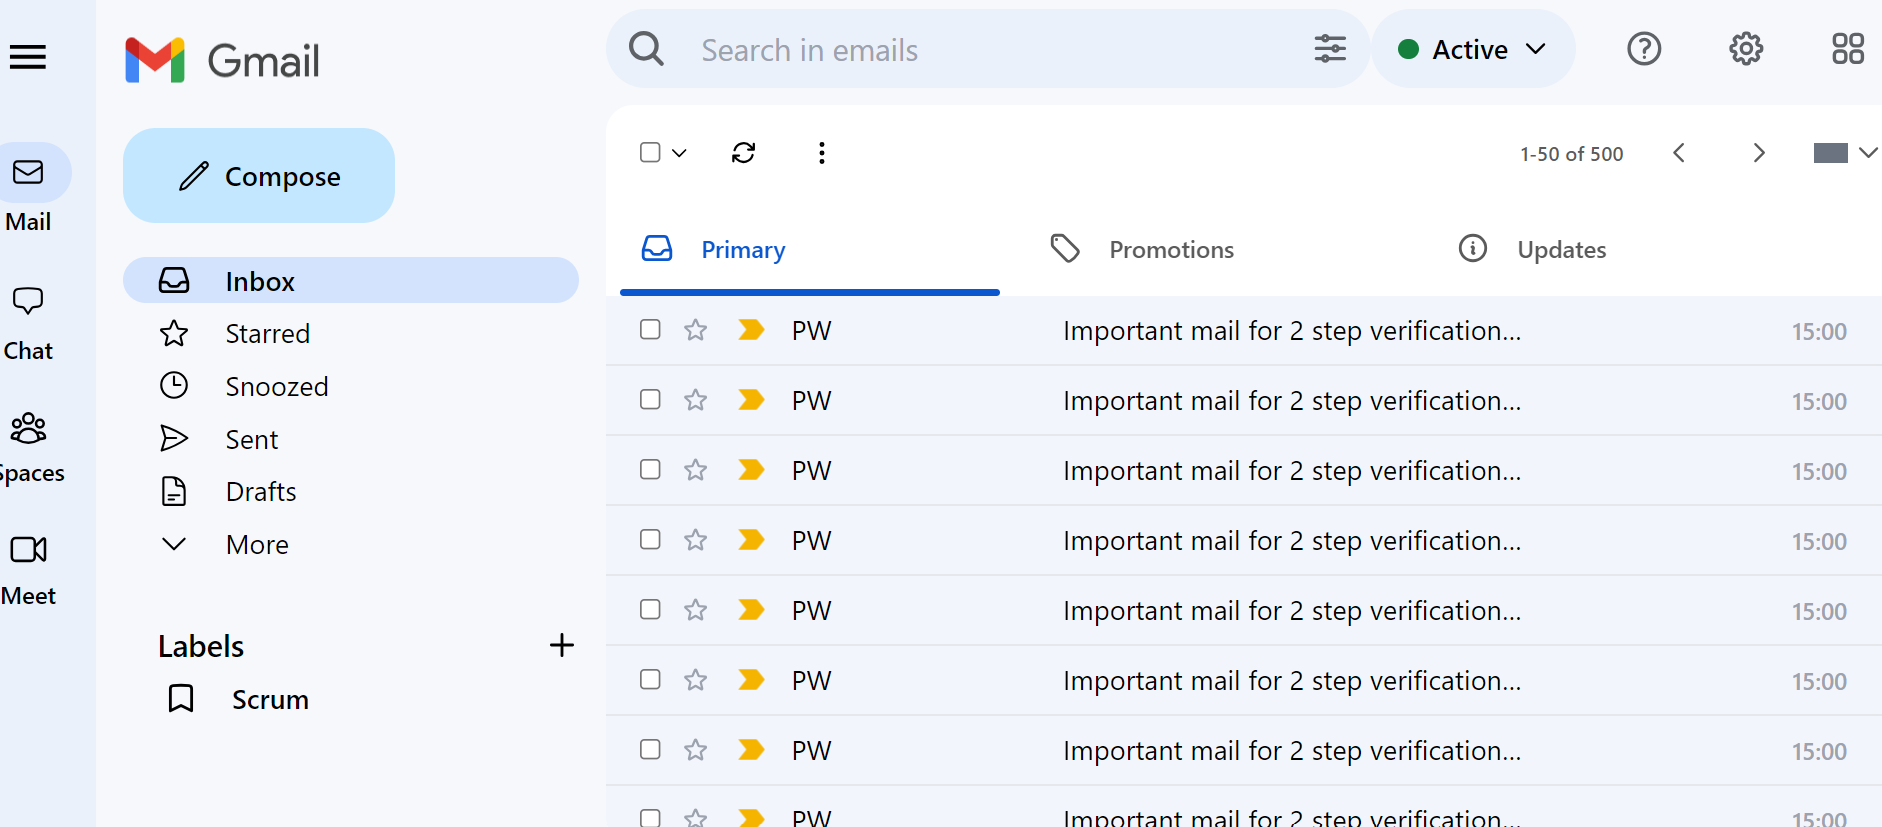 Gmail
Search in emails
Active
Compose
1-50 of 500
Mail
Primary
Promotions
Updates
Inbox
Starred
Snoozed
Sent
Drafts
More
Chat
Spaces
Meet
Labels
Scrum
PW Important mail for 2 step verification... 15:00
PW Important mail for 2 step verification... 15:00
PW Important mail for 2 step verification... 15:00
PW Important mail for 2 step verification... 15:00
PW Important mail for 2 step verification... 15:00
PW Important mail for 2 step verification... 15:00
PW Important mail for 2 step verification... 15:00
PW Important mail for 2 step verification... 15:00